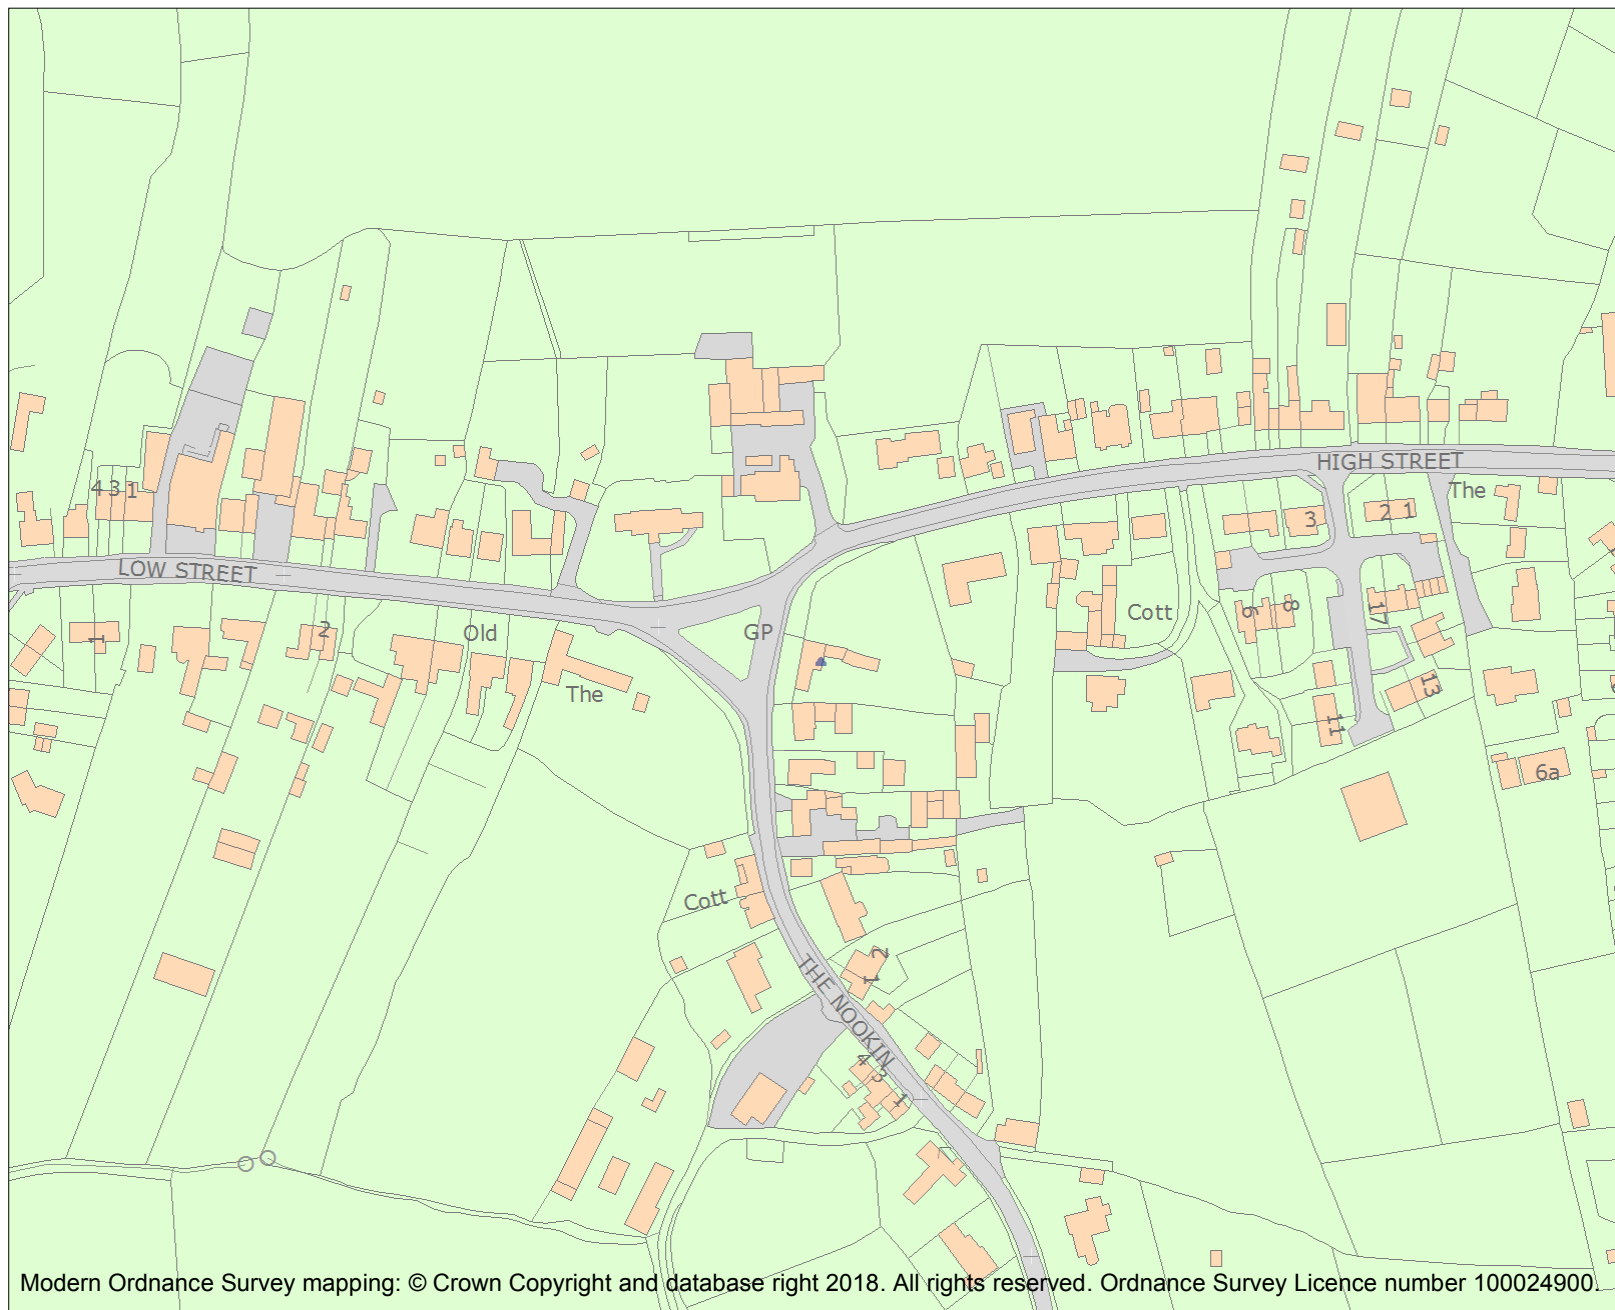 HIGH STREET
The
4 3 1
3
2 1
LOW STREET
Cott
6
8
17
1
2
Old
GP
The
13
11
6a
Cott
2
1
THE NOOKIN
4
3
1
Modern Ordnance Survey mapping: © Crown Copyright and database right 2018. All rights reserved. Ordnance Survey Licence number 100024900.